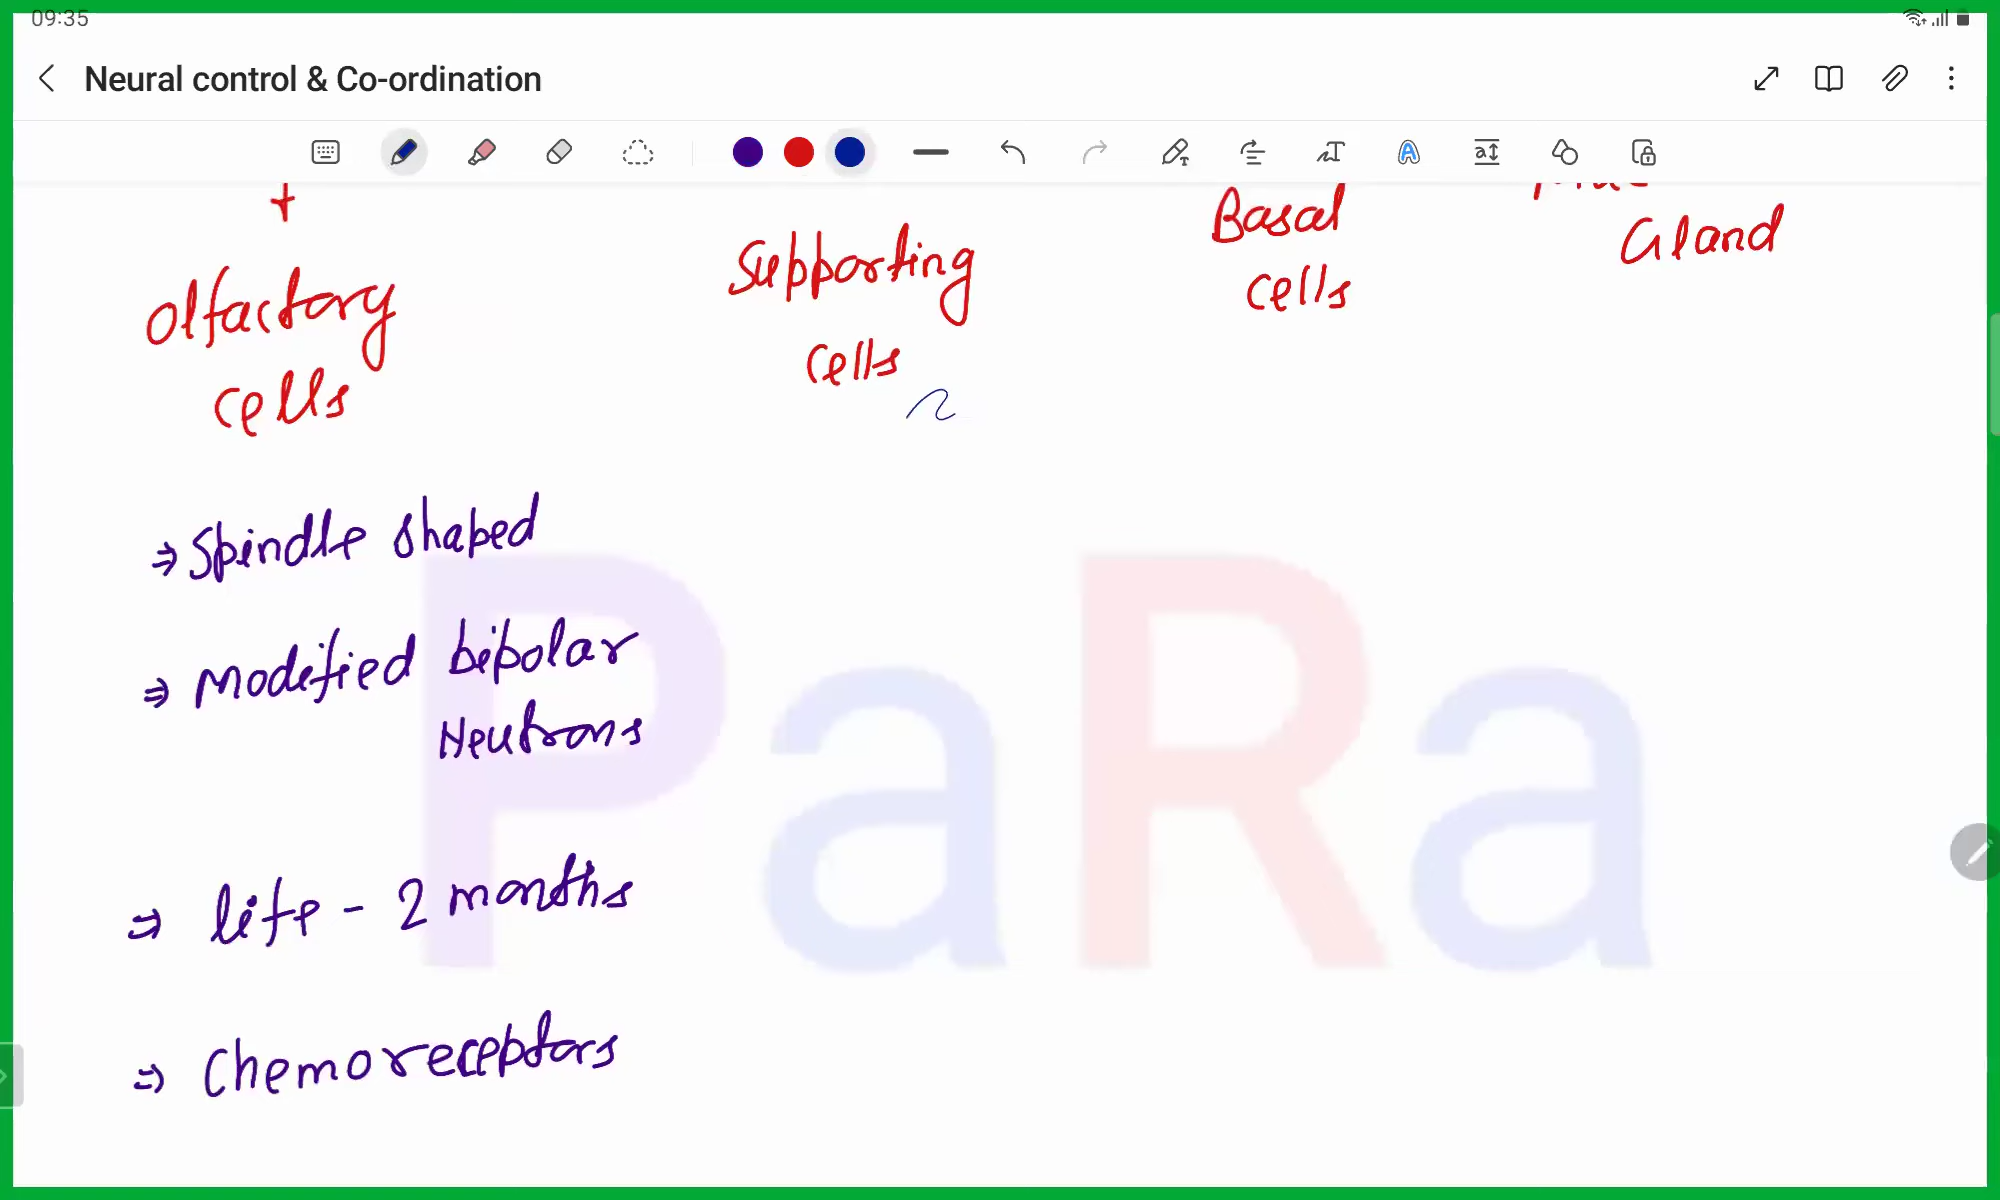 09:35
Neural control & Co-ordination
Basal
Gland
Supporting
cells
Olfactory
cells
cells
⇒ Spindle shaped
⇒ Modified bipolar
Neutrons
⇒ life - 2 months
⇒ Chemoreceptors
PaRa